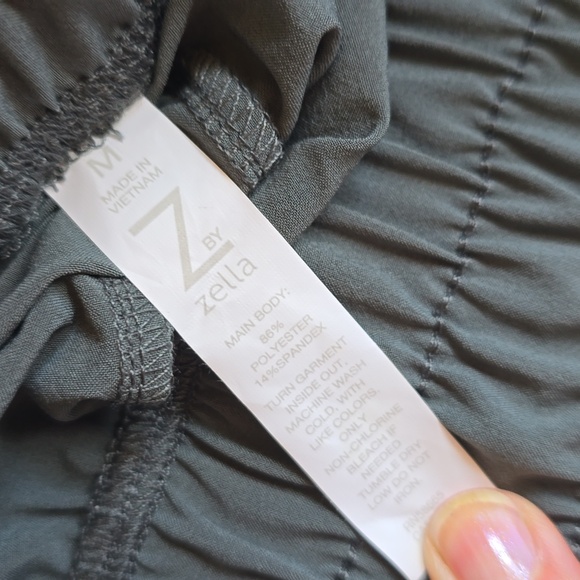 M
MADE IN
VIETNAM
Z BY
zella
MAIN BODY:
86%
POLYESTER
14%SPANDEX
TURN GARMENT
INSIDE OUT,
MACHINE WASH
COLD, WITH
LIKE COLORS,
ONLY
NON-CHLORINE
BLEACH IF
NEEDED
TUMBLE DRY
LOW DO NOT
IRON